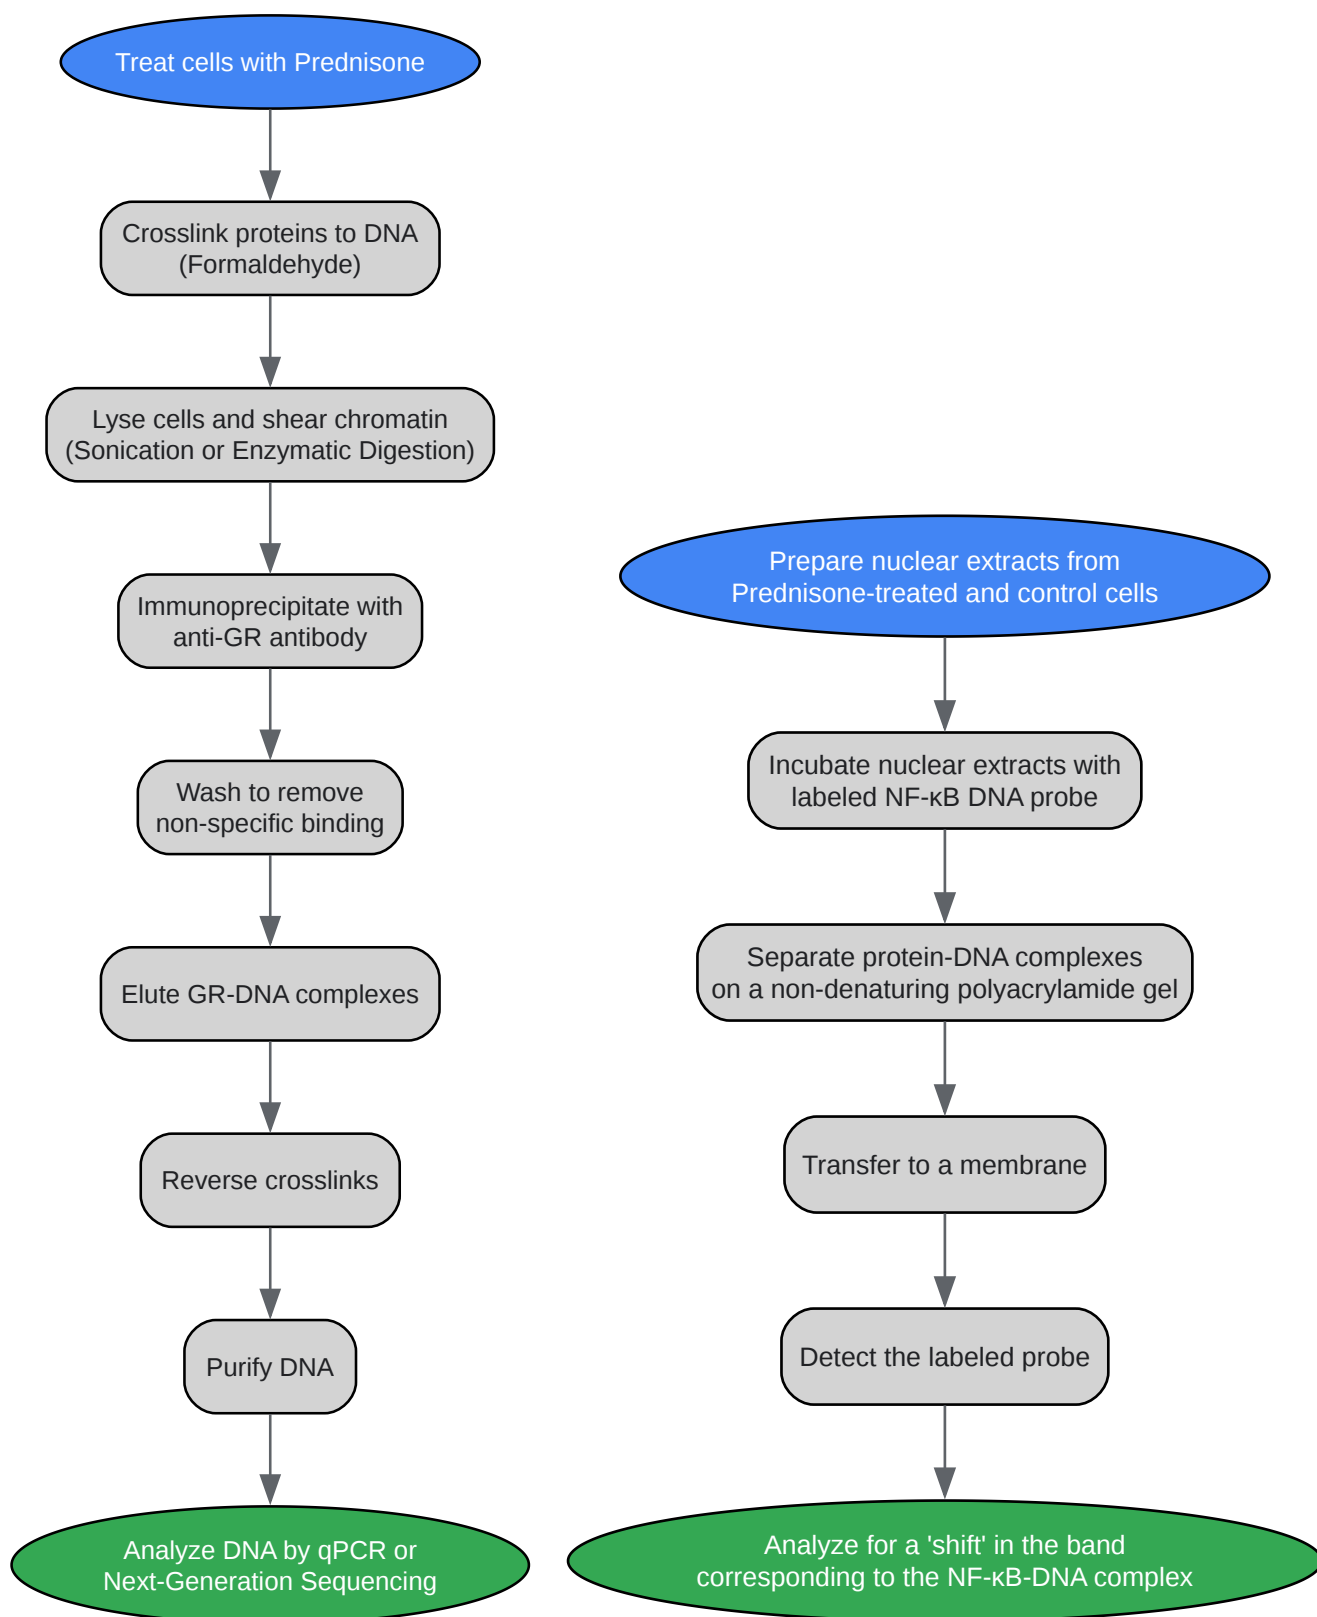 Treat cells with Prednisone
Crosslink proteins to DNA
(Formaldehyde)
Lyse cells and shear chromatin
(Sonication or Enzymatic Digestion)
Immunoprecipitate with
anti-GR antibody
Wash to remove
non-specific binding
Elute GR-DNA complexes
Reverse crosslinks
Purify DNA
Analyze DNA by qPCR or
Next-Generation Sequencing
Prepare nuclear extracts from
Prednisone-treated and control cells
Incubate nuclear extracts with
labeled NF-κB DNA probe
Separate protein-DNA complexes
on a non-denaturing polyacrylamide gel
Transfer to a membrane
Detect the labeled probe
Analyze for a 'shift' in the band
corresponding to the NF-κB-DNA complex